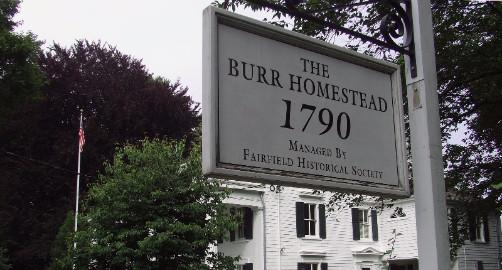 THE
BURR HOMESTEAD
1790
MANAGED BY
FAIRFIELD HISTORICAL SOCIETY